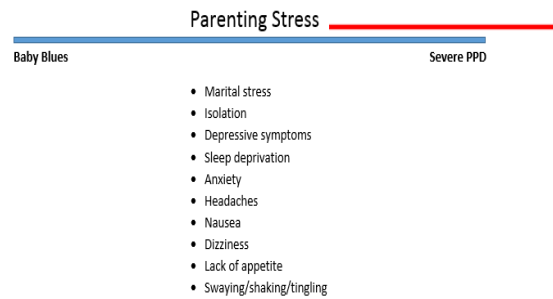 Parenting Stress
Baby Blues Severe PPD
• Marital stress
• Isolation
• Depressive symptoms
• Sleep deprivation
• Anxiety
• Headaches
• Nausea
• Dizziness
• Lack of appetite
• Swaying/shaking/tingling